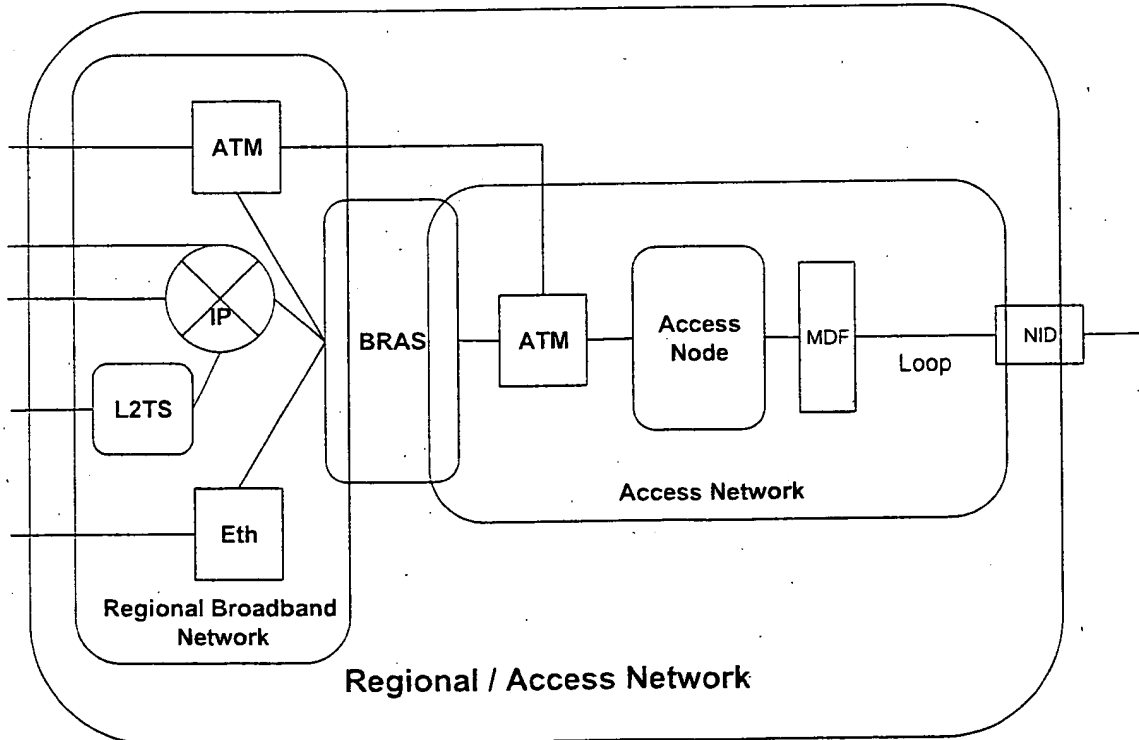 ATM
IP
L2TS
Eth
Regional Broadband
Network
BRAS
ATM
Access
Node
MDF
Loop
NID
Access Network
Regional / Access Network